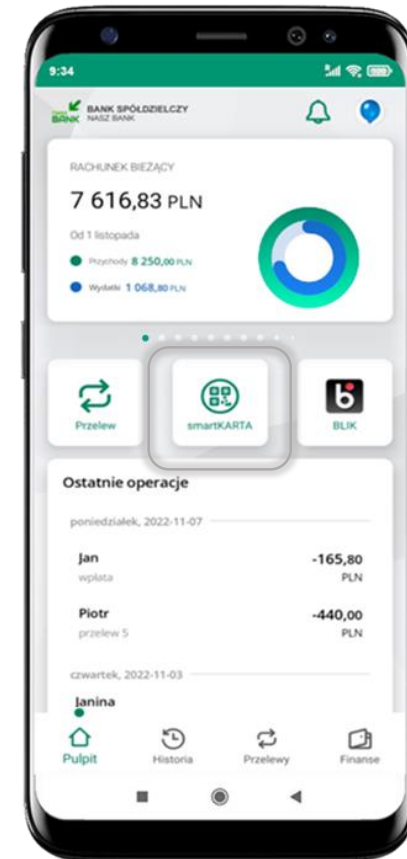 9:34
BANK SPÓŁDZIELCZY
NASZ BANK
BANK
RACHUNEK BIEŻĄCY
7 616,83 PLN
Od 1 listopada
Przychody 8 250,00 PLN
Wydatki 1 068,80 PLN
Przelew
smartKARTA
BLIK
Ostatnie operacje
poniedziałek, 2022-11-07
Jan -165,80
wpłata PLN
Piotr -440,00
przelew 5 PLN
czwartek, 2022-11-03
Janina
Pulpit Historia Przelewy Finanse